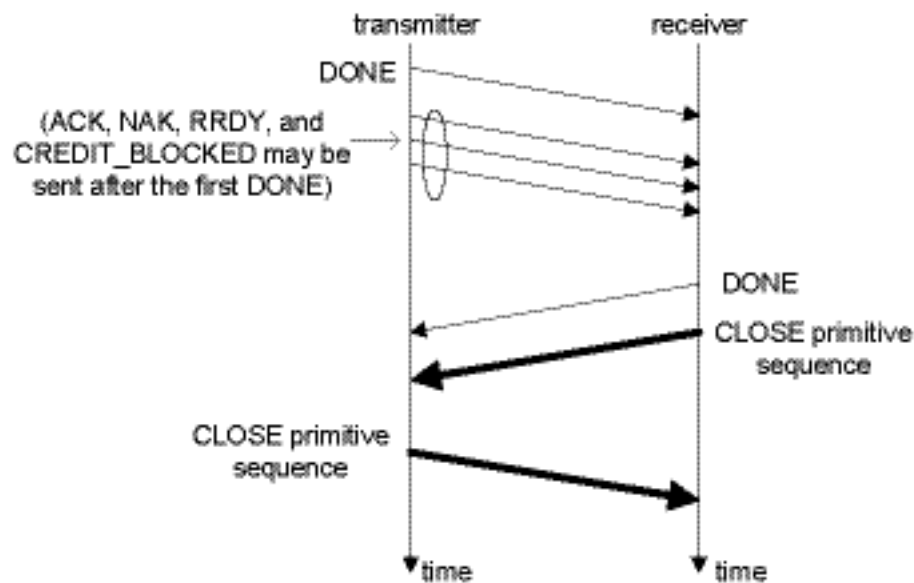 transmitter
receiver
DONE
(ACK, NAK, RRDY, and
CREDIT_BLOCKED may be
sent after the first DONE)
DONE
CLOSE primitive
sequence
CLOSE primitive
sequence
time
time